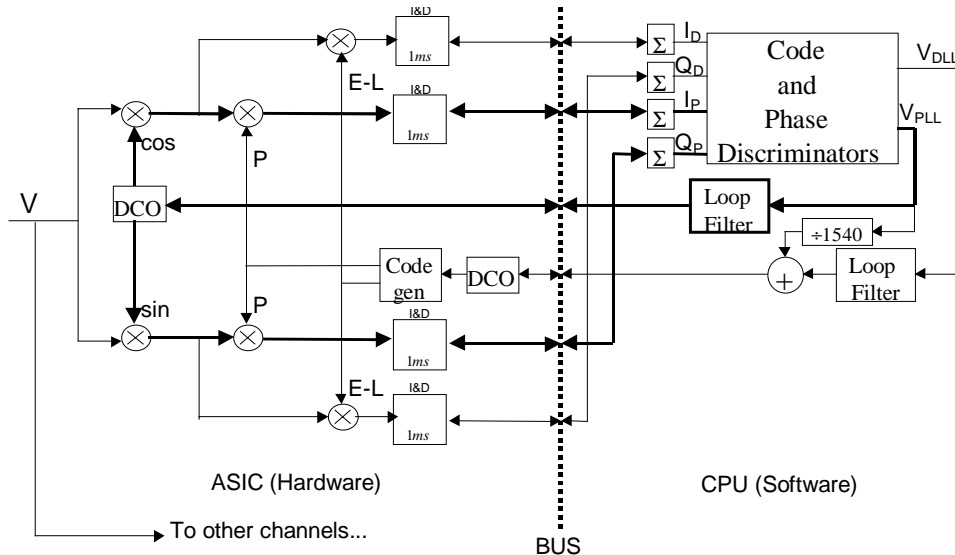 I&D
1ms
E-L
I&D
1ms
cos
P
V
DCO
Code
gen
DCO
sin
P
I&D
1ms
E-L
I&D
1ms
Σ
I_D
Σ
Q_D
Σ
I_P
Σ
Q_P
Code
and
Phase
Discriminators
V_DLL
V_PLL
Loop
Filter
÷1540
+
Loop
Filter
ASIC (Hardware)
CPU (Software)
To other channels...
BUS